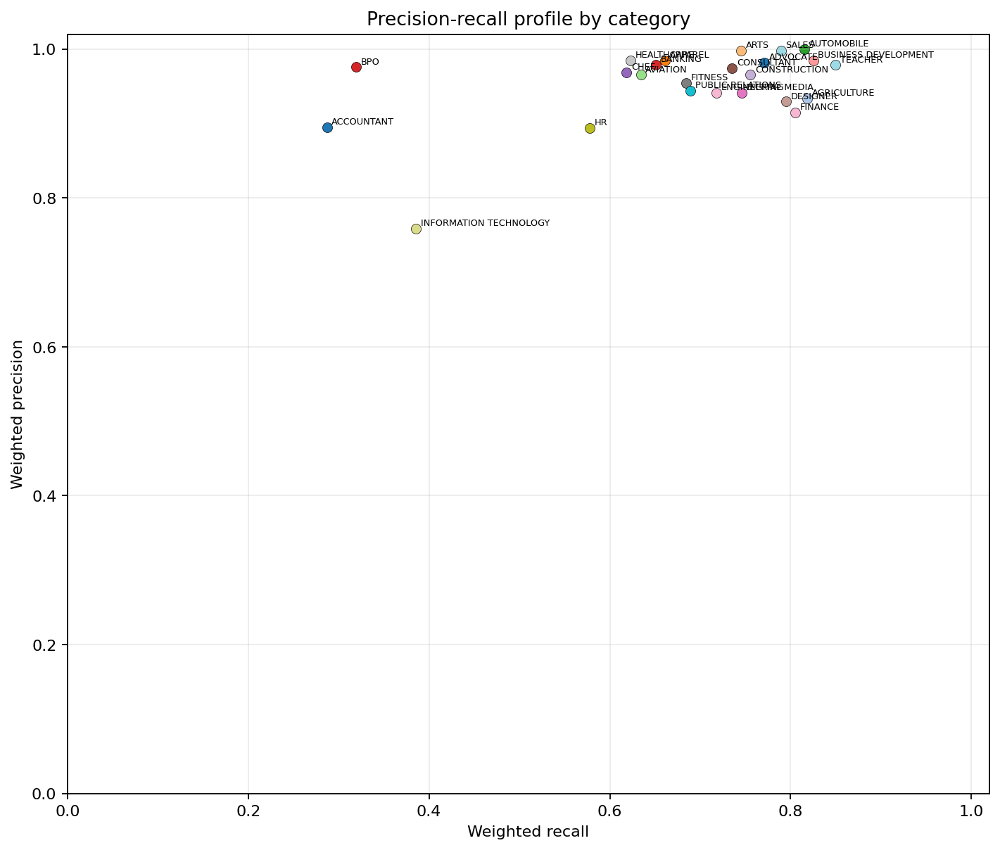 Precision-recall profile by category
1.0
0.8
0.6
0.4
0.2
0.0
Weighted precision
ARTS
SALES
AUTOMOBILE
HEALTHCARE
APPAREL
BANKING
ADVOCATE
BUSINESS DEVELOPMENT
TEACHER
BPO
CHEF
AVIATION
CONSULTANT
CONSTRUCTION
FITNESS
PUBLIC RELATIONS
ENGINEERING
DIGITAL MEDIA
AGRICULTURE
DESIGNER
FINANCE
ACCOUNTANT
HR
INFORMATION TECHNOLOGY
0.0
0.2
0.4
0.6
0.8
1.0
Weighted recall